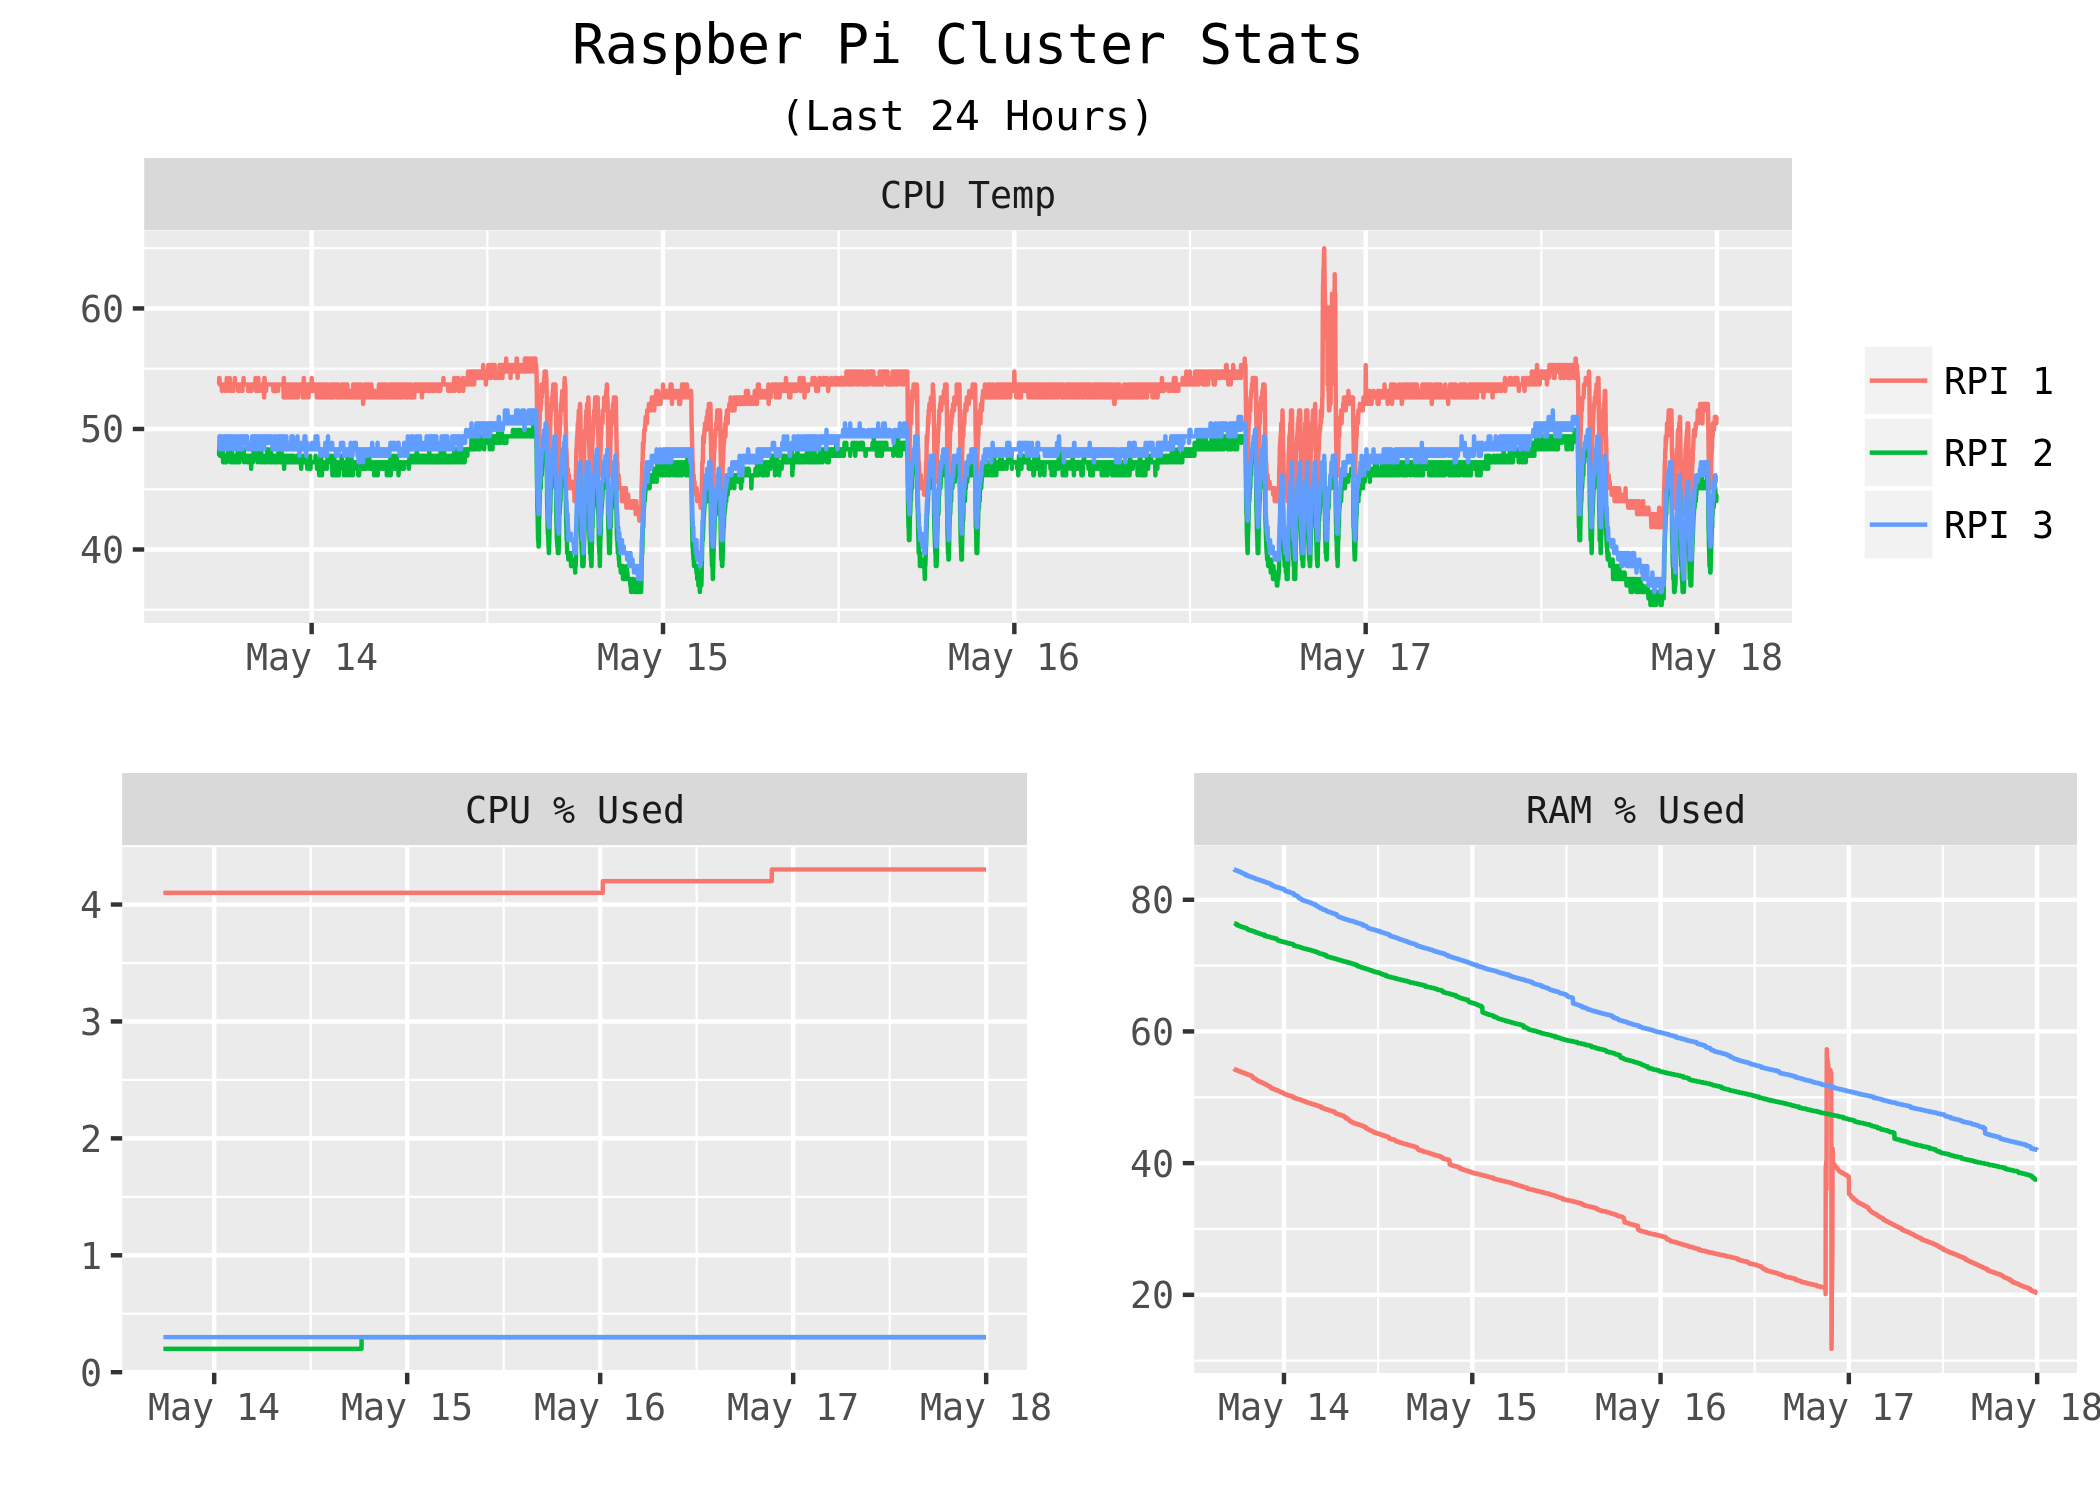 Raspber Pi Cluster Stats
(Last 24 Hours)
CPU Temp
60
50
40
May 14 May 15 May 16 May 17 May 18
RPI 1
RPI 2
RPI 3
CPU % Used
4
3
2
1
0
May 14 May 15 May 16 May 17 May 18
RAM % Used
80
60
40
20
May 14 May 15 May 16 May 17 May 18